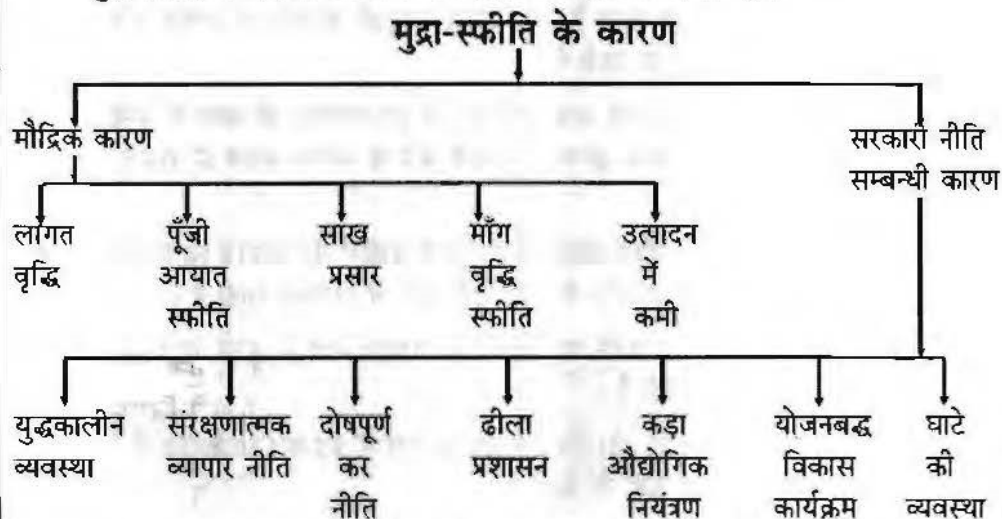 मुद्रा-स्फीति के कारण
मौद्रिक कारण
सरकारी नीति
सम्बन्धी कारण
लागत
वृद्धि
पूँजी
आयात
स्फीति
साख
प्रसार
माँग
वृद्धि
स्फीति
उत्पादन
में
कमी
युद्धकालीन
व्यवस्था
संरक्षणात्मक
व्यापार नीति
दोषपूर्ण
कर
नीति
ढीला
प्रशासन
कड़ा
औद्योगिक
नियंत्रण
योजनबद्ध
विकास
कार्यक्रम
घाटे
की
व्यवस्था